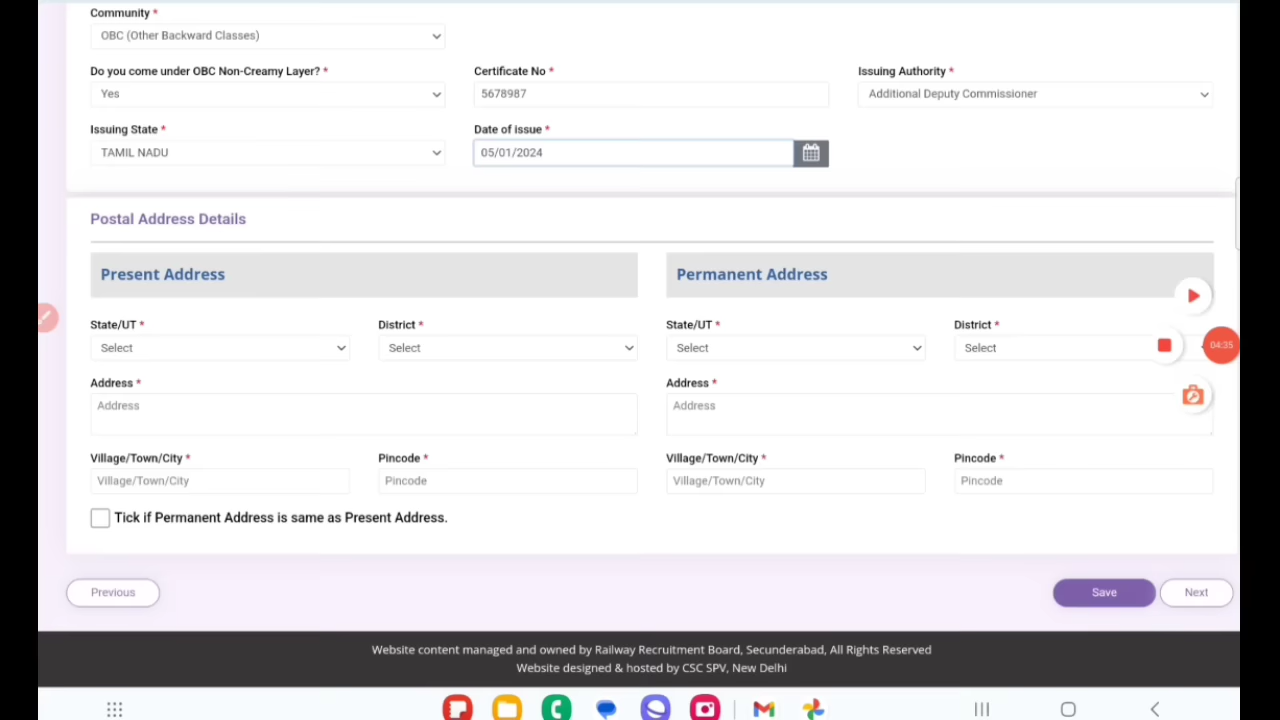 Community *
OBC (Other Backward Classes)
Do you come under OBC Non-Creamy Layer? *
Certificate No *
Issuing Authority *
Yes
5678987
Additional Deputy Commissioner
Issuing State *
Date of issue *
TAMIL NADU
05/01/2024
Postal Address Details
Present Address
Permanent Address
State/UT *
District *
State/UT *
District *
Select
Select
Select
Select
04:35
Address *
Address *
Address
Address
Village/Town/City *
Pincode *
Village/Town/City *
Pincode *
Village/Town/City
Pincode
Village/Town/City
Pincode
Tick if Permanent Address is same as Present Address.
Previous
Save
Next
Website content managed and owned by Railway Recruitment Board, Secunderabad, All Rights Reserved
Website designed & hosted by CSC SPV, New Delhi